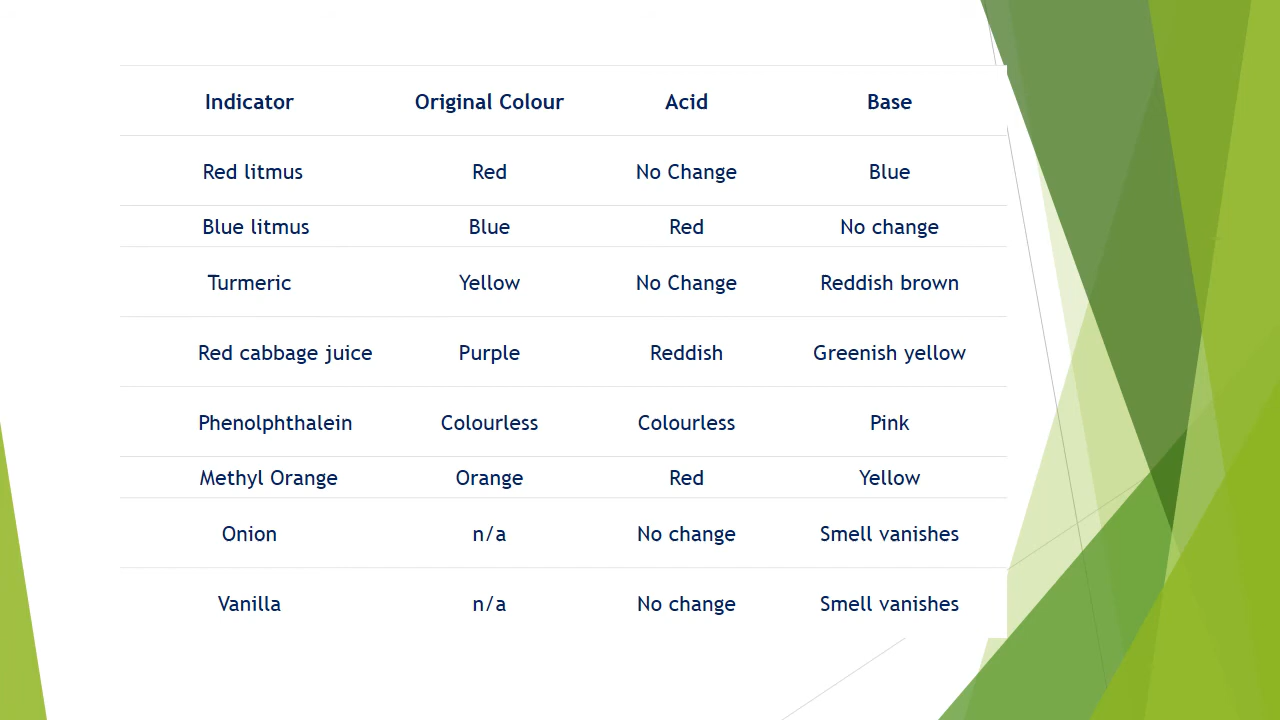 Indicator Original Colour Acid Base
Red litmus Red No Change Blue
Blue litmus Blue Red No change
Turmeric Yellow No Change Reddish brown
Red cabbage juice Purple Reddish Greenish yellow
Phenolphthalein Colourless Colourless Pink
Methyl Orange Orange Red Yellow
Onion n/a No change Smell vanishes
Vanilla n/a No change Smell vanishes